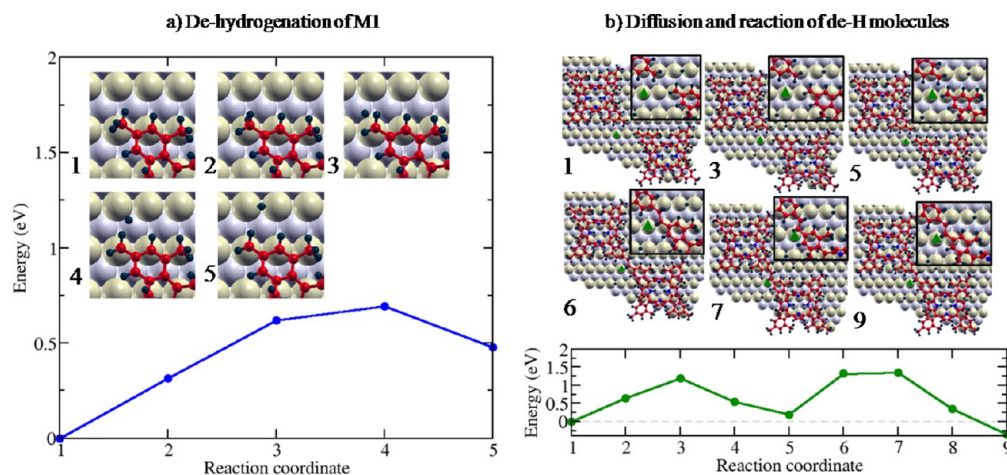 a) De-hydrogenation of M1
2
1.5
1
0.5
0
Energy (eV)
1 2 3
4 5
1 2 3 4 5
Reaction coordinate
b) Diffusion and reaction of de-H molecules
1 3 5
6 7 9
2
1.5
1
0.5
0
Energy (eV)
1 2 3 4 5 6 7 8 9
Reaction coordinate